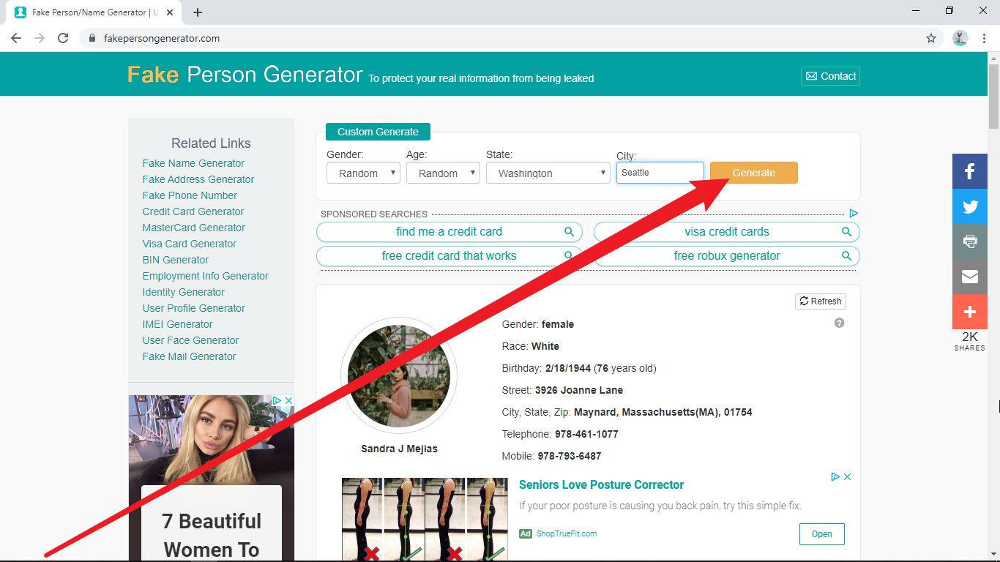 Fake Person/Name Generator | U
fakepersongenerator.com
Fake Person Generator To protect your real information from being leaked
Contact
Related Links
Fake Name Generator
Fake Address Generator
Fake Phone Number
Credit Card Generator
MasterCard Generator
Visa Card Generator
BIN Generator
Employment Info Generator
Identity Generator
User Profile Generator
IMEI Generator
User Face Generator
Fake Mail Generator
7 Beautiful
Women To
Custom Generate
Gender: Age: State: City:
Random Random Washington Seattle Generate
SPONSORED SEARCHES
find me a credit card visa credit cards
free credit card that works free robux generator
Refresh
Gender: female
Race: White
Birthday: 2/18/1944 (76 years old)
Street: 3926 Joanne Lane
City, State, Zip: Maynard, Massachusetts(MA), 01754
Telephone: 978-461-1077
Mobile: 978-793-6487
Sandra J Mejias
Seniors Love Posture Corrector
If your poor posture is causing you back pain, try this simple fix.
Ad ShopTrueFit.com
Open
2K
SHARES